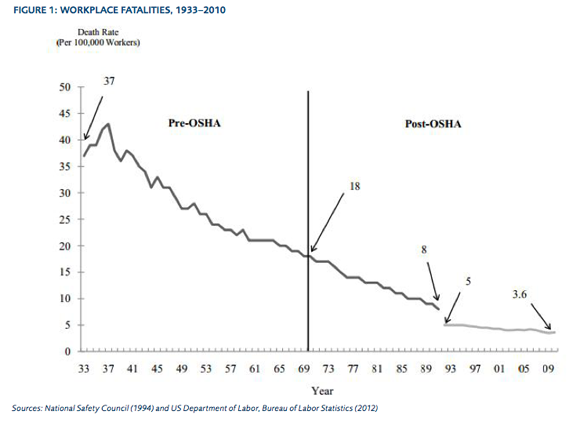 FIGURE 1: WORKPLACE FATALITIES, 1933–2010
Death Rate
(Per 100,000 Workers)
37
50
45
Pre-OSHA
Post-OSHA
40
35
30
18
25
20
8
15
5
10
3.6
5
0
33 37 41 45 49 53 57 61 65 69 73 77 81 85 89 93 97 01 05 09
Year
Sources: National Safety Council (1994) and US Department of Labor, Bureau of Labor Statistics (2012)